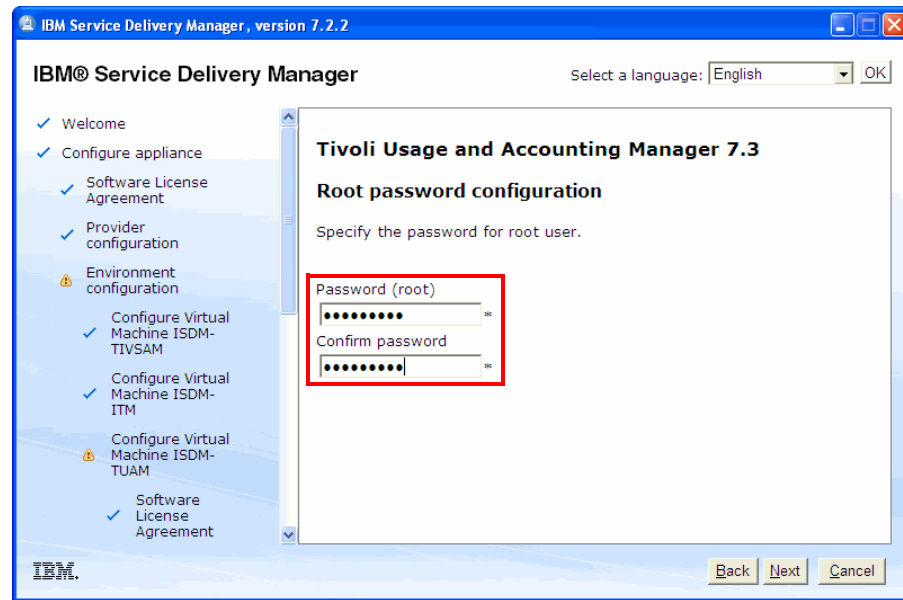 IBM Service Delivery Manager, version 7.2.2
IBM® Service Delivery Manager
Select a language: English OK
Welcome
Configure appliance
Software License
Agreement
Provider
configuration
Environment
configuration
Configure Virtual
Machine ISDM-
TIVSAM
Configure Virtual
Machine ISDM-
ITM
Configure Virtual
Machine ISDM-
TUAM
Software
License
Agreement
Tivoli Usage and Accounting Manager 7.3
Root password configuration
Specify the password for root user.
Password (root)
●●●●●●●●● *
Confirm password
●●●●●●●●● *
IBM.
Back Next Cancel